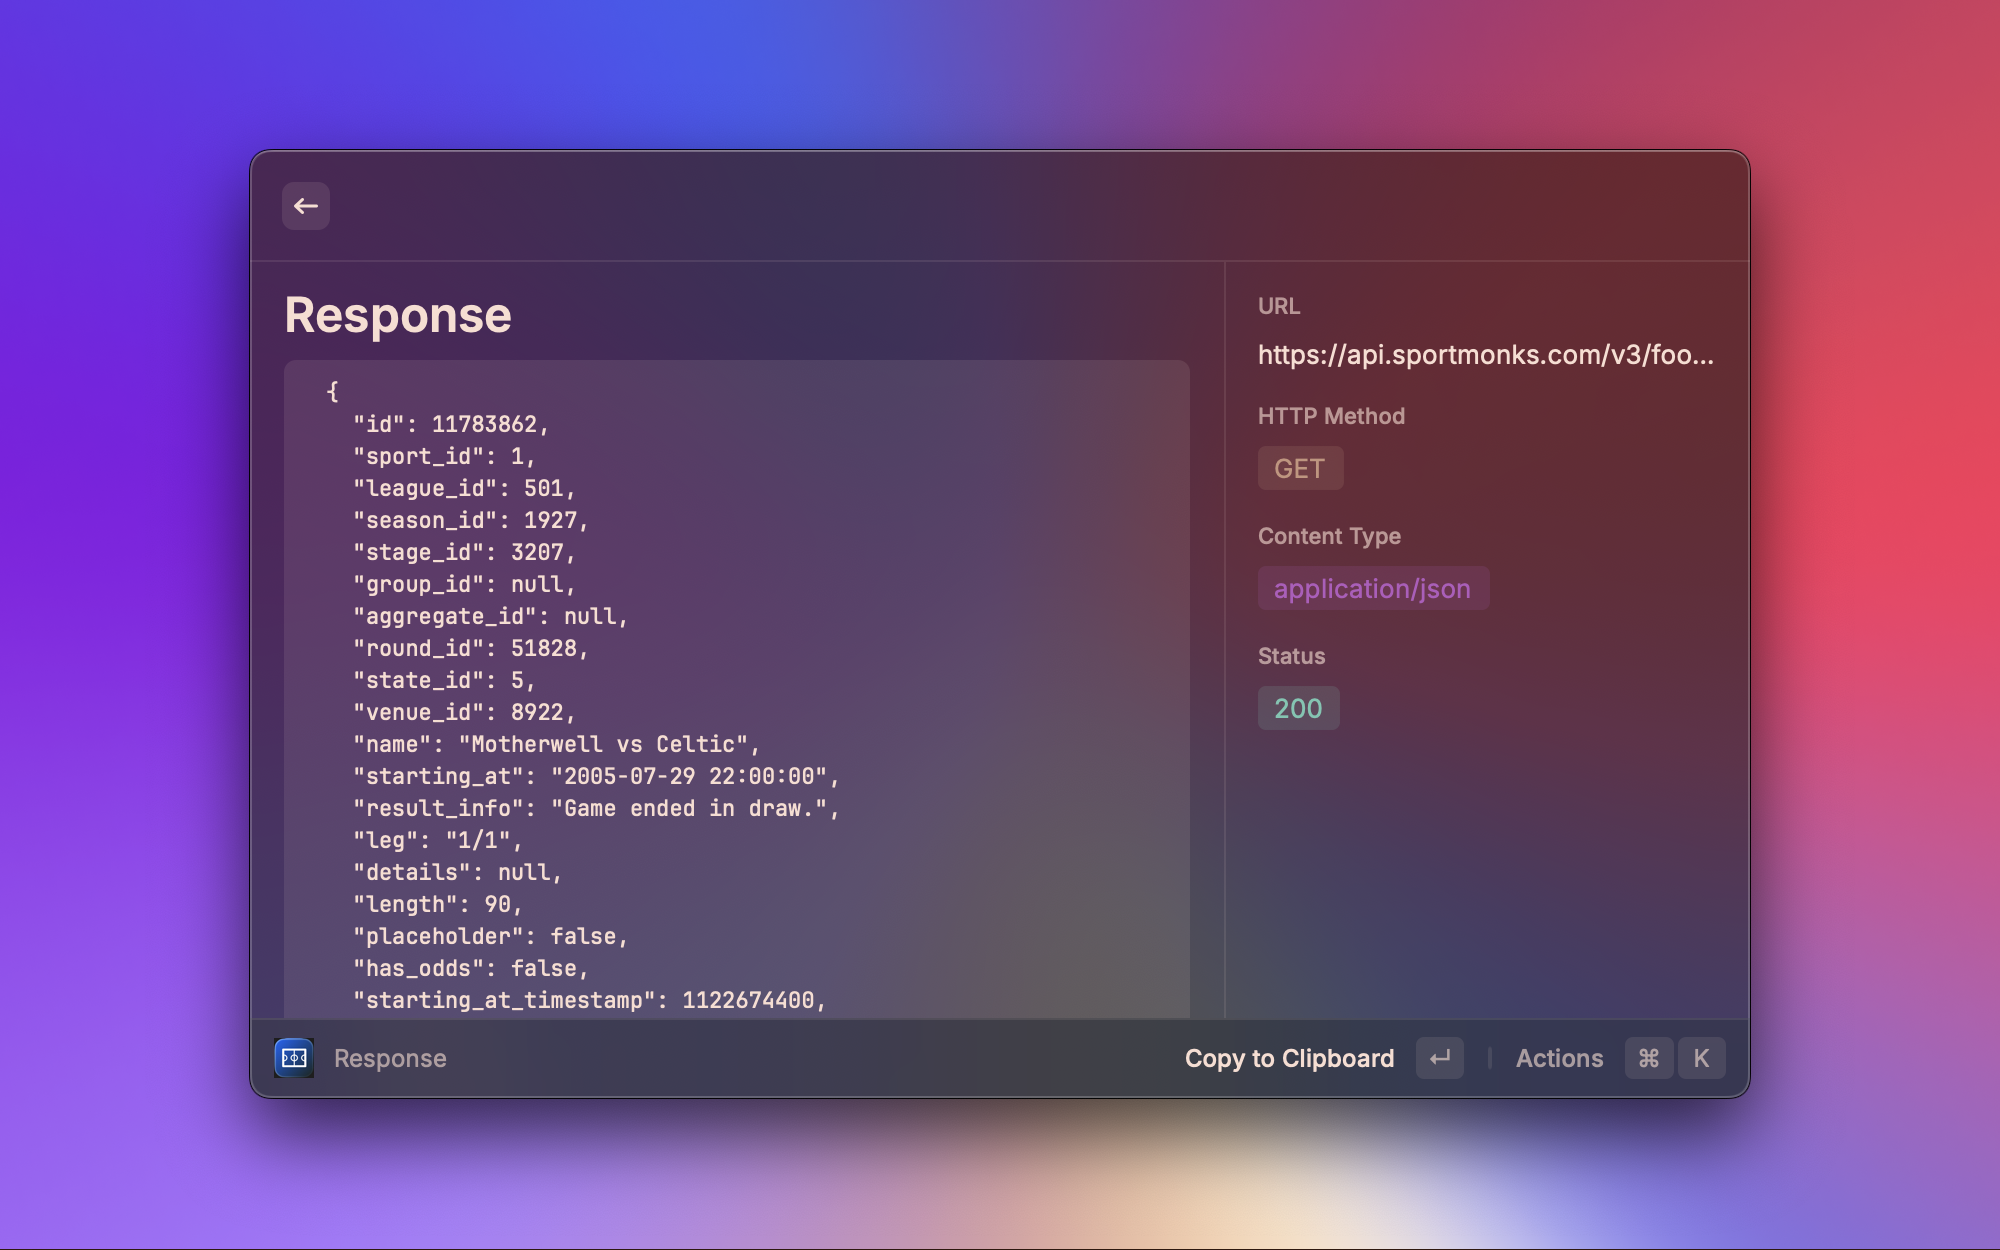 Response
{
"id": 11783862,
"sport_id": 1,
"league_id": 501,
"season_id": 1927,
"stage_id": 3207,
"group_id": null,
"aggregate_id": null,
"round_id": 51828,
"state_id": 5,
"venue_id": 8922,
"name": "Motherwell vs Celtic",
"starting_at": "2005-07-29 22:00:00",
"result_info": "Game ended in draw.",
"leg": "1/1",
"details": null,
"length": 90,
"placeholder": false,
"has_odds": false,
"starting_at_timestamp": 1122674400,
URL
https://api.sportmonks.com/v3/foo...
HTTP Method
GET
Content Type
application/json
Status
200
Response
Copy to Clipboard ↵ | Actions ⌘ K